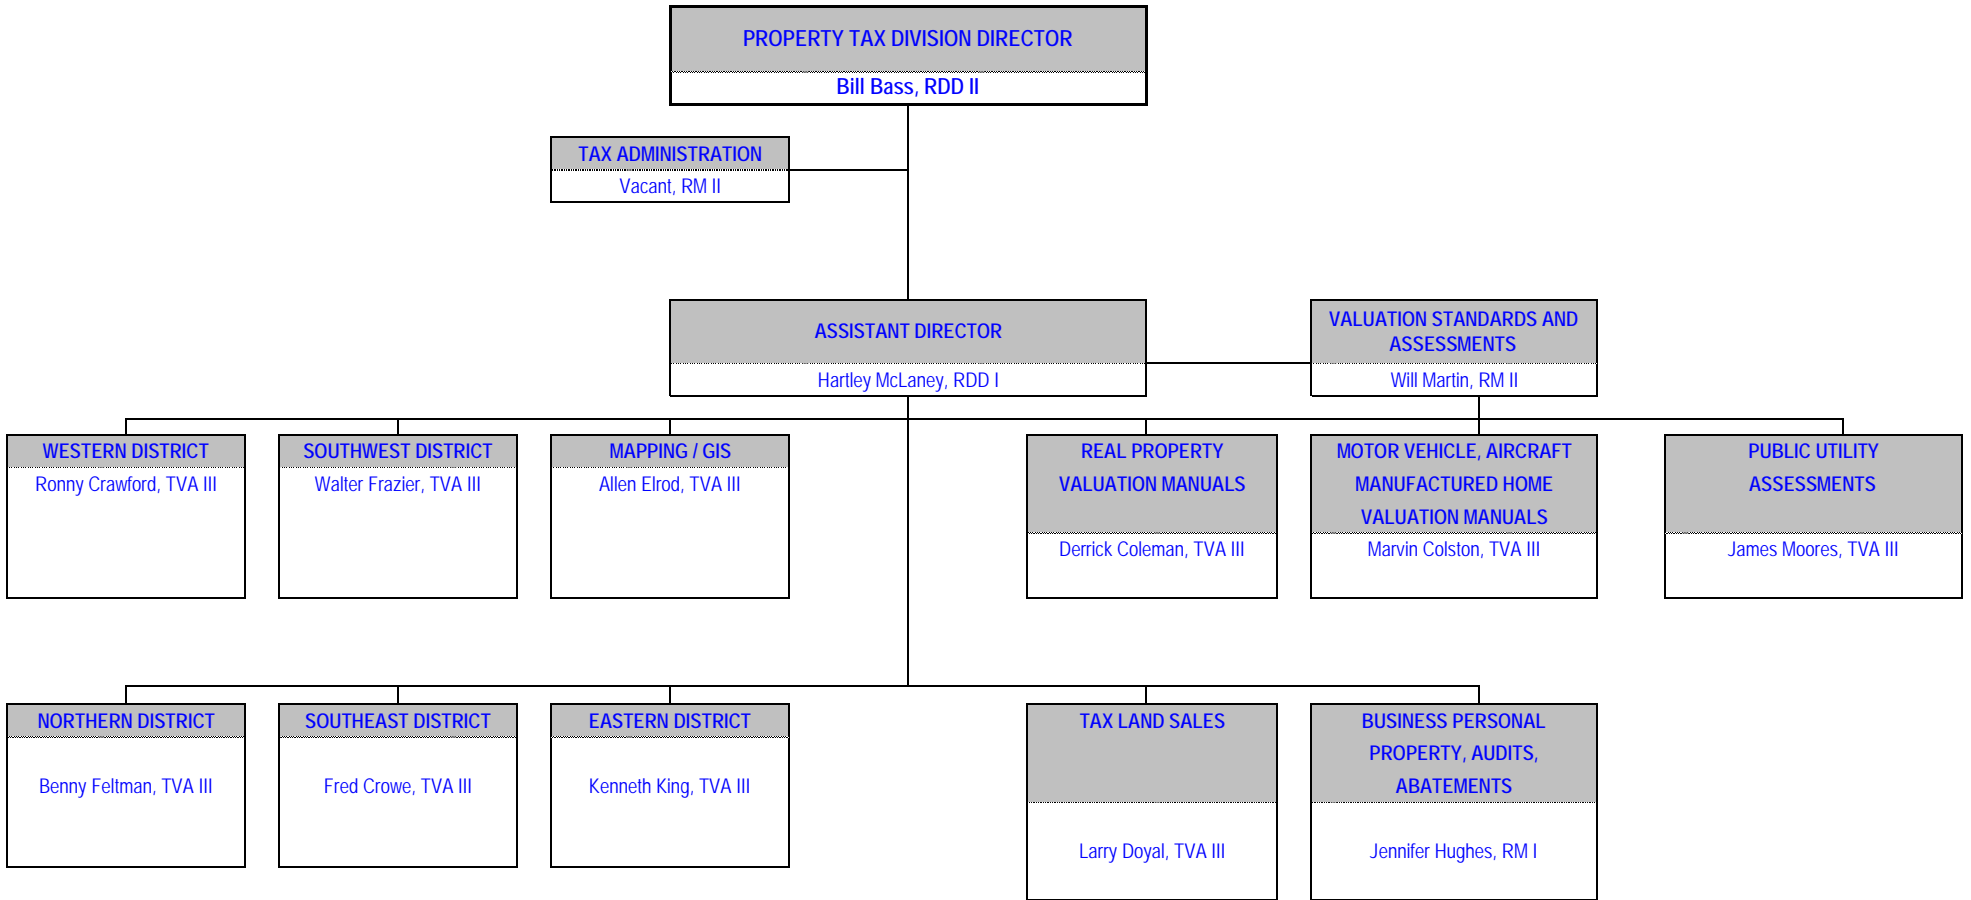 PROPERTY TAX DIVISION DIRECTOR
Bill Bass, RDD II
TAX ADMINISTRATION
Vacant, RM II
ASSISTANT DIRECTOR
Hartley McLaney, RDD I
VALUATION STANDARDS AND
ASSESSMENTS
Will Martin, RM II
WESTERN DISTRICT
Ronny Crawford, TVA III
SOUTHWEST DISTRICT
Walter Frazier, TVA III
MAPPING / GIS
Allen Elrod, TVA III
REAL PROPERTY
VALUATION MANUALS
Derrick Coleman, TVA III
MOTOR VEHICLE, AIRCRAFT
MANUFACTURED HOME
VALUATION MANUALS
Marvin Colston, TVA III
PUBLIC UTILITY
ASSESSMENTS
James Moores, TVA III
NORTHERN DISTRICT
Benny Feltman, TVA III
SOUTHEAST DISTRICT
Fred Crowe, TVA III
EASTERN DISTRICT
Kenneth King, TVA III
TAX LAND SALES
Larry Doyal, TVA III
BUSINESS PERSONAL
PROPERTY, AUDITS,
ABATEMENTS
Jennifer Hughes, RM I